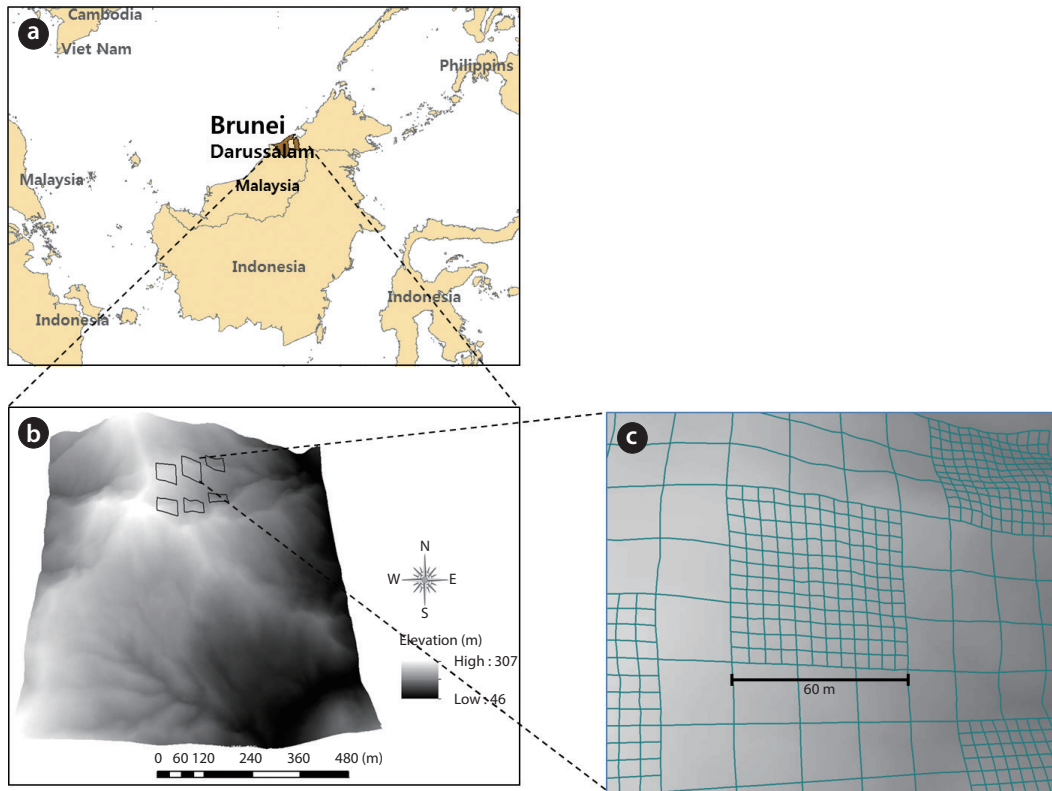 a
Cambodia
Viet Nam
Philippins
Brunei
Darussalam
Malaysia
Malaysia
Indonesia
Indonesia
Indonesia
b
N
W E
S
Elevation (m)
High : 307
Low : 46
0 60 120 240 360 480 (m)
c
60 m